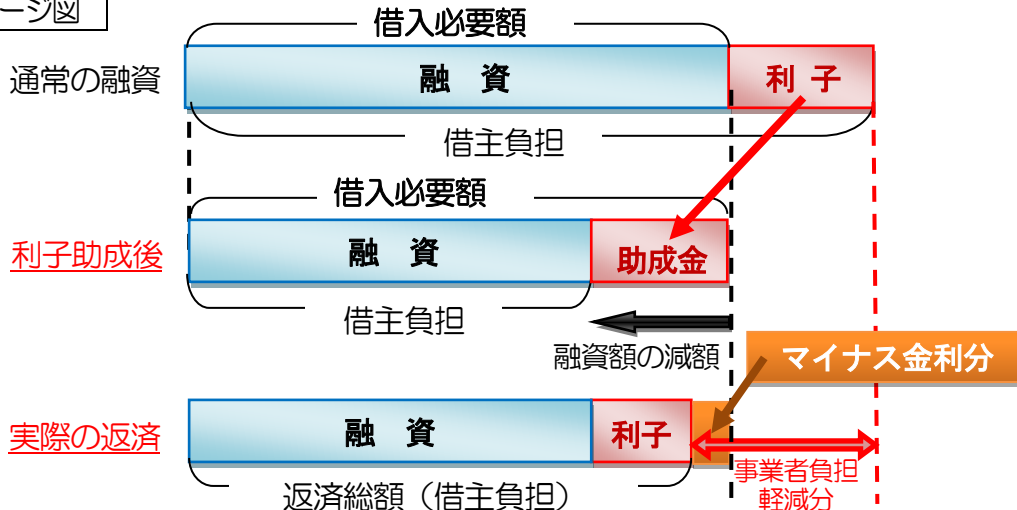 ージ図
借入必要額
通常の融資
融 資
利 子
借主負担
借入必要額
利子助成後
融 資
助成金
借主負担
融資額の減額
マイナス金利分
実際の返済
融 資
利子
事業者負担
軽減分
返済総額（借主負担）